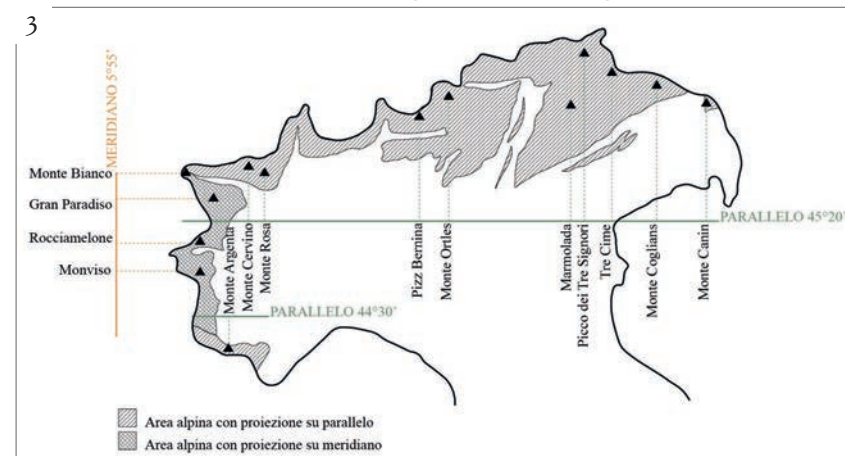 3
MERIDIANO 5°55'
Monte Bianco
Gran Paradiso
Rocciamelone
Monviso
PARALLELO 45°20'
Monte Argenta
Monte Cervino
Monte Rosa
Pizz Bernina
Monte Ortles
Marmolada
Picco dei Tre Signori
Tre Cime
Monte Coglians
Monte Canin
PARALLELO 44°30'
Area alpina con proiezione su parallelo
Area alpina con proiezione su meridiano